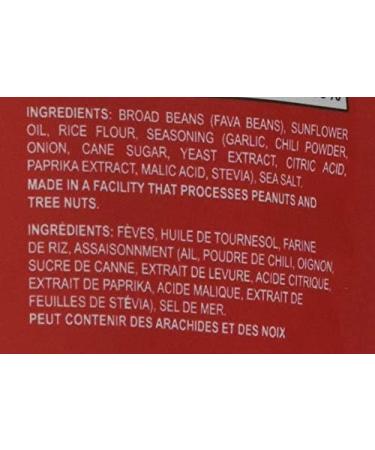 INGREDIENTS: BROAD BEANS (FAVA BEANS), SUNFLOWER
OIL, RICE FLOUR, SEASONING (GARLIC, CHILI POWDER,
ONION, CANE SUGAR, YEAST EXTRACT, CITRIC ACID,
PAPRIKA EXTRACT, MALIC ACID, STEVIA), SEA SALT.
MADE IN A FACILITY THAT PROCESSES PEANUTS AND
TREE NUTS.
INGRÉDIENTS: FÈVES, HUILE DE TOURNESOL, FARINE
DE RIZ, ASSAISONNMENT (AIL, POUDRE DE CHILI, OIGNON,
SUCRE DE CANNE, EXTRAIT DE LEVURE, ACIDE CITRIQUE,
EXTRAIT DE PAPRIKA, ACIDE MALIQUE, EXTRAIT DE
FEUILLES DE STÉVIA), SEL DE MER.
PEUT CONTENIR DES ARACHIDES ET DES NOIX